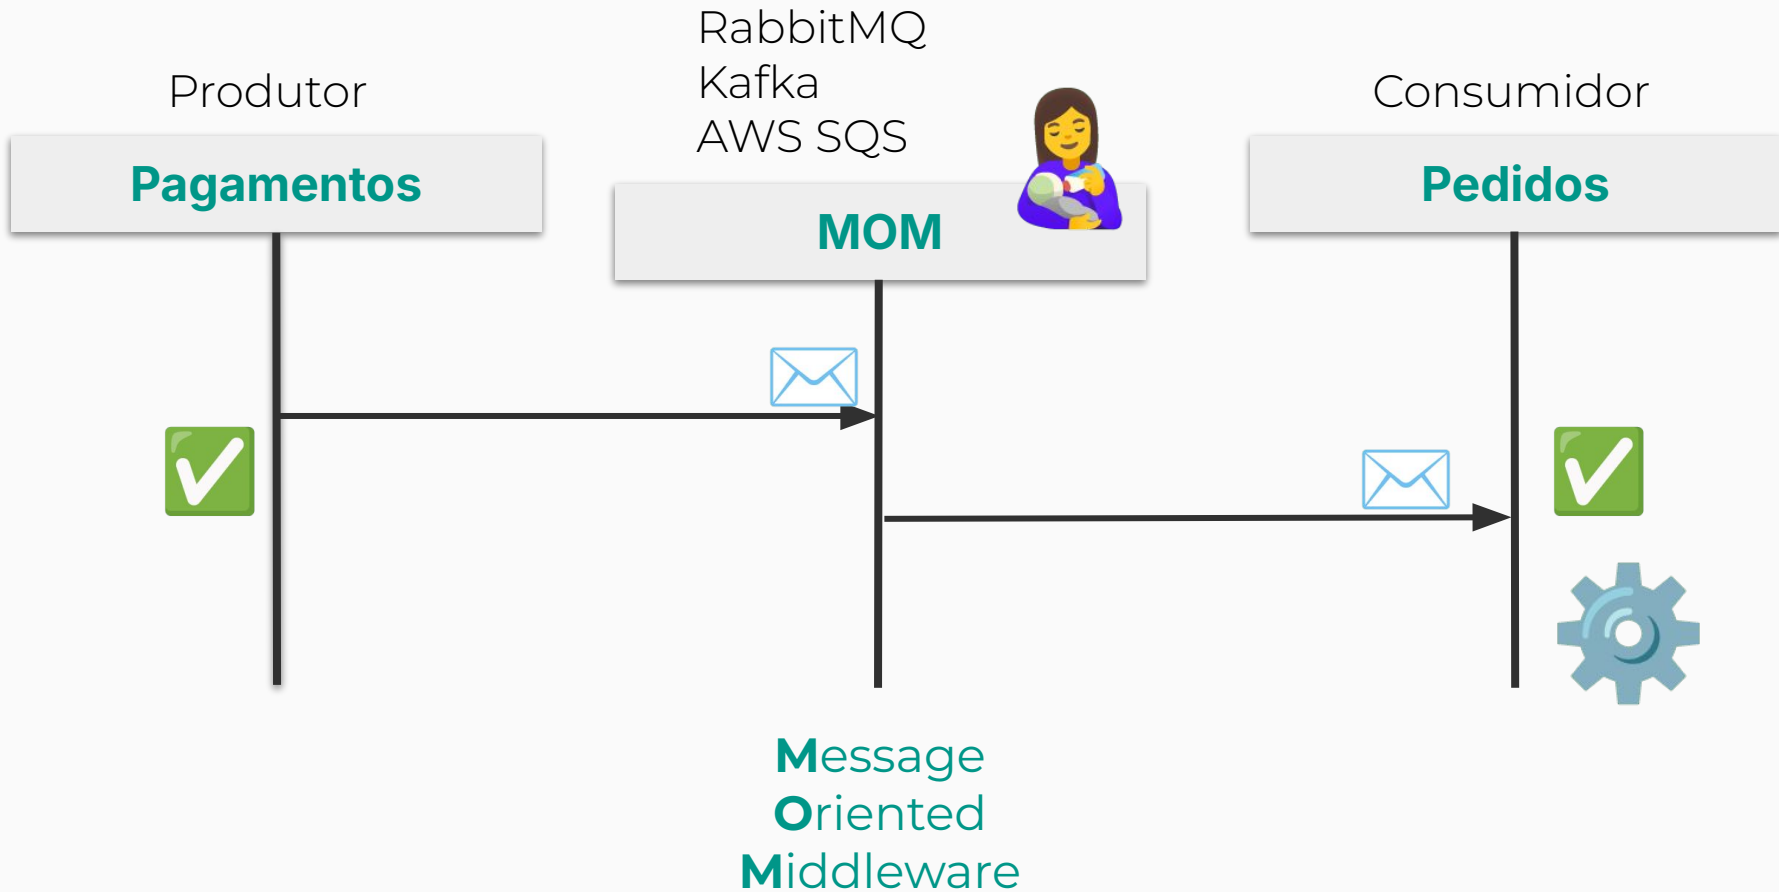 RabbitMQ
Kafka
AWS SQS
Produtor
Consumidor
Pagamentos
MOM
Pedidos
Message
Oriented
Middleware